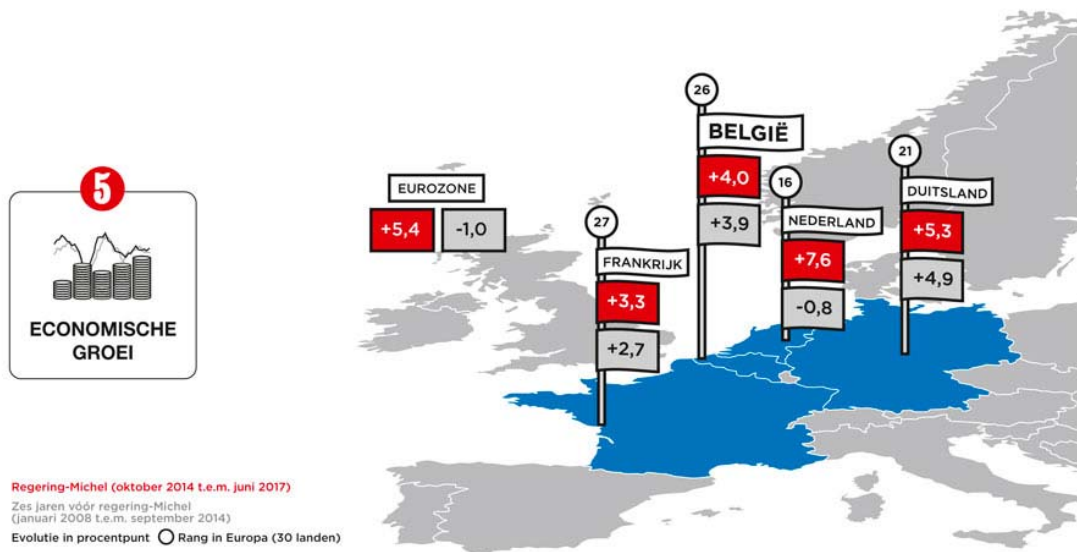 5
ECONOMISCHE
GROEI
EUROZONE
+5,4 -1,0
27
FRANKRIJK
+3,3
+2,7
26
BELGIË
+4,0
+3,9
16
NEDERLAND
+7,6
-0,8
21
DUITSLAND
+5,3
+4,9
Regering-Michel (oktober 2014 t.e.m. juni 2017)
Zes jaren vóór regering-Michel
(januari 2008 t.e.m. september 2014)
Evolutie in procentpunt Rang in Europa (30 landen)